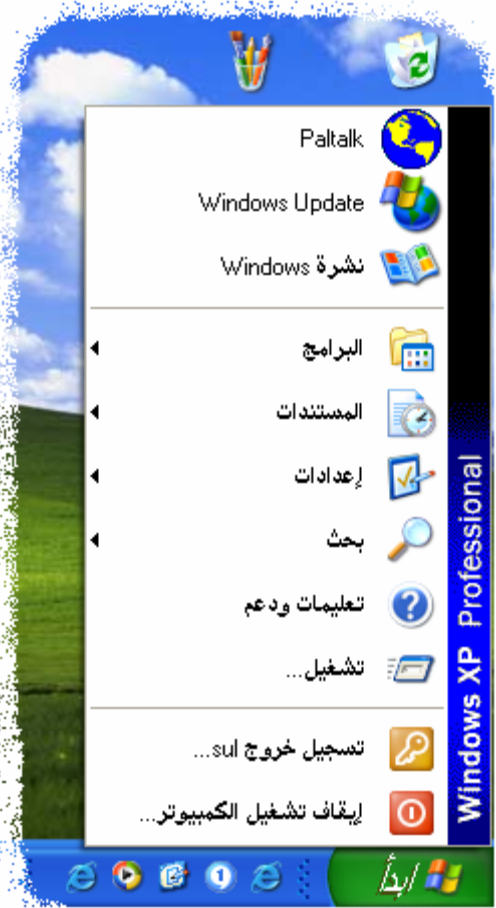 Paltalk
Windows Update
نشرة Windows
البرامج
المستندات
إعدادات
بحث
تعليمات ودعم
تشغيل...
تسجيل خروج sul...
إيقاف تشغيل الكمبيوتر...
Windows XP Professional
ابدأ